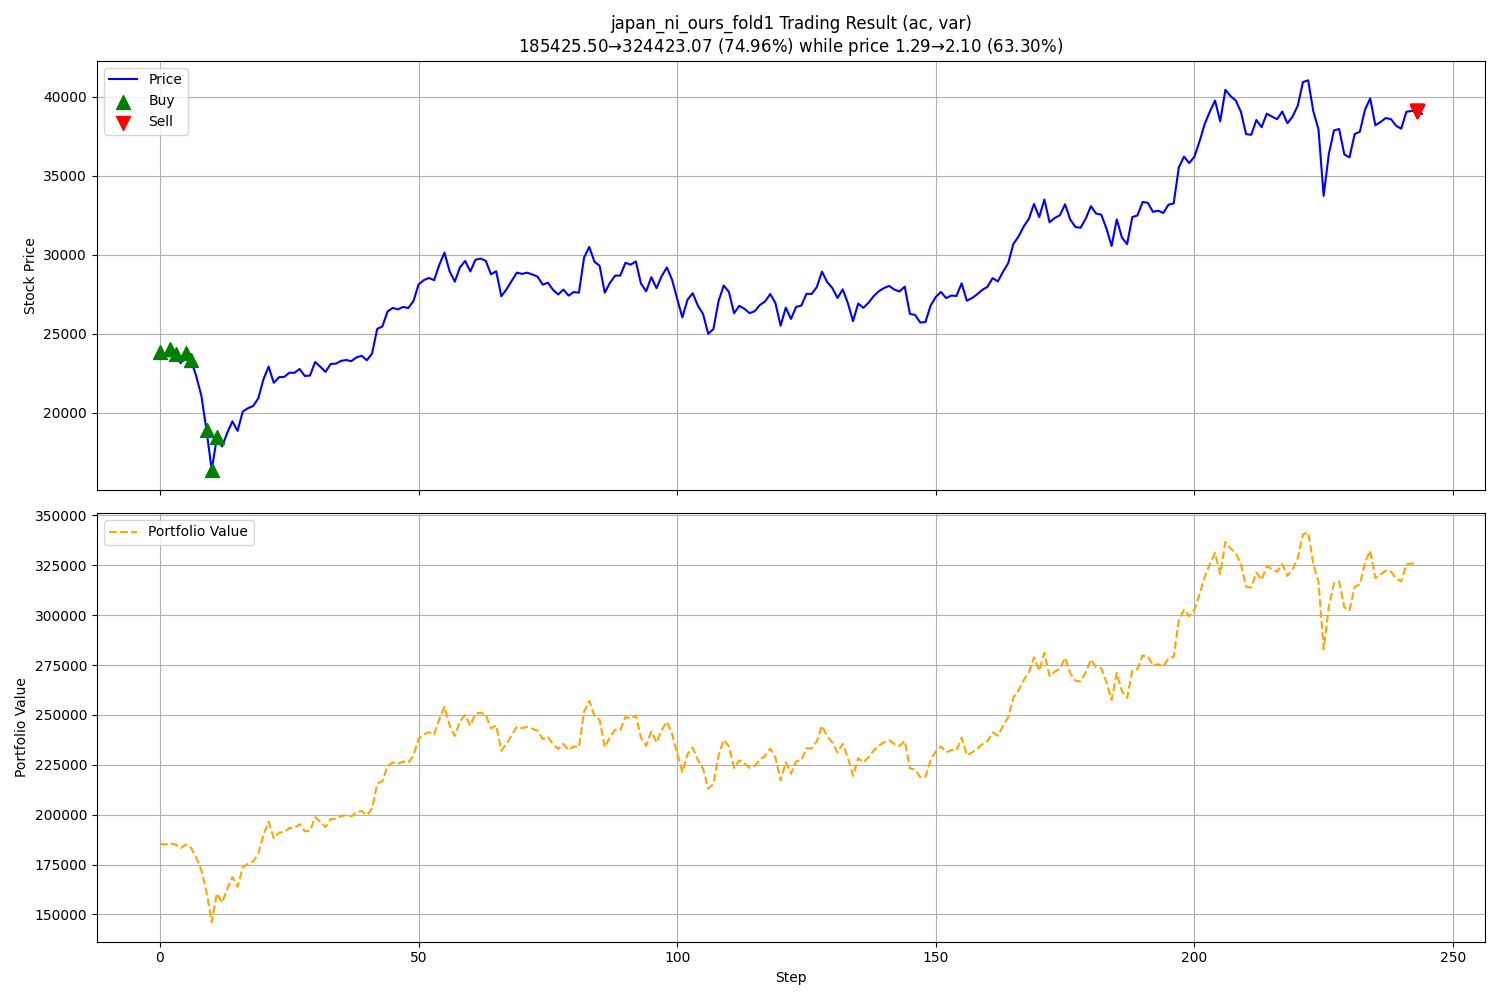 japan_ni_ours_fold1 Trading Result (ac, var)
185425.50→324423.07 (74.96%) while price 1.29→2.10 (63.30%)
Price
Buy
Sell
40000
35000
30000
25000
20000
Stock Price
Portfolio Value
350000
325000
300000
275000
250000
225000
200000
175000
150000
Portfolio Value
0
50
100
150
200
250
Step